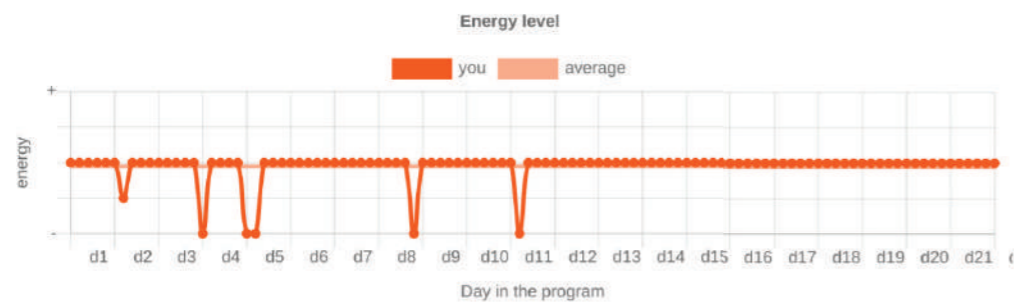 Energy level
you average
+
energy
-
d1 d2 d3 d4 d5 d6 d7 d8 d9 d10 d11 d12 d13 d14 d15 d16 d17 d18 d19 d20 d21
Day in the program